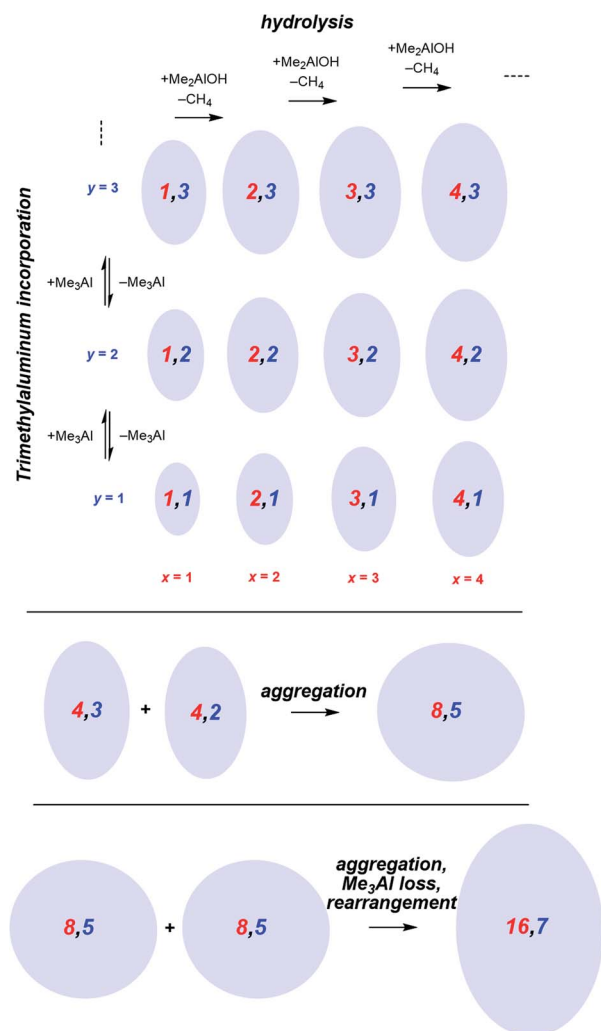 hydrolysis
+Me2AlOH
–CH4
+Me2AlOH
–CH4
+Me2AlOH
–CH4
Trimethylaluminum incorporation
y = 3
1,3
2,3
3,3
4,3
+Me3Al
–Me3Al
y = 2
1,2
2,2
3,2
4,2
+Me3Al
–Me3Al
y = 1
1,1
2,1
3,1
4,1
x = 1
x = 2
x = 3
x = 4
4,3
+
4,2
aggregation
8,5
8,5
+
8,5
aggregation,
Me3Al loss,
rearrangement
16,7